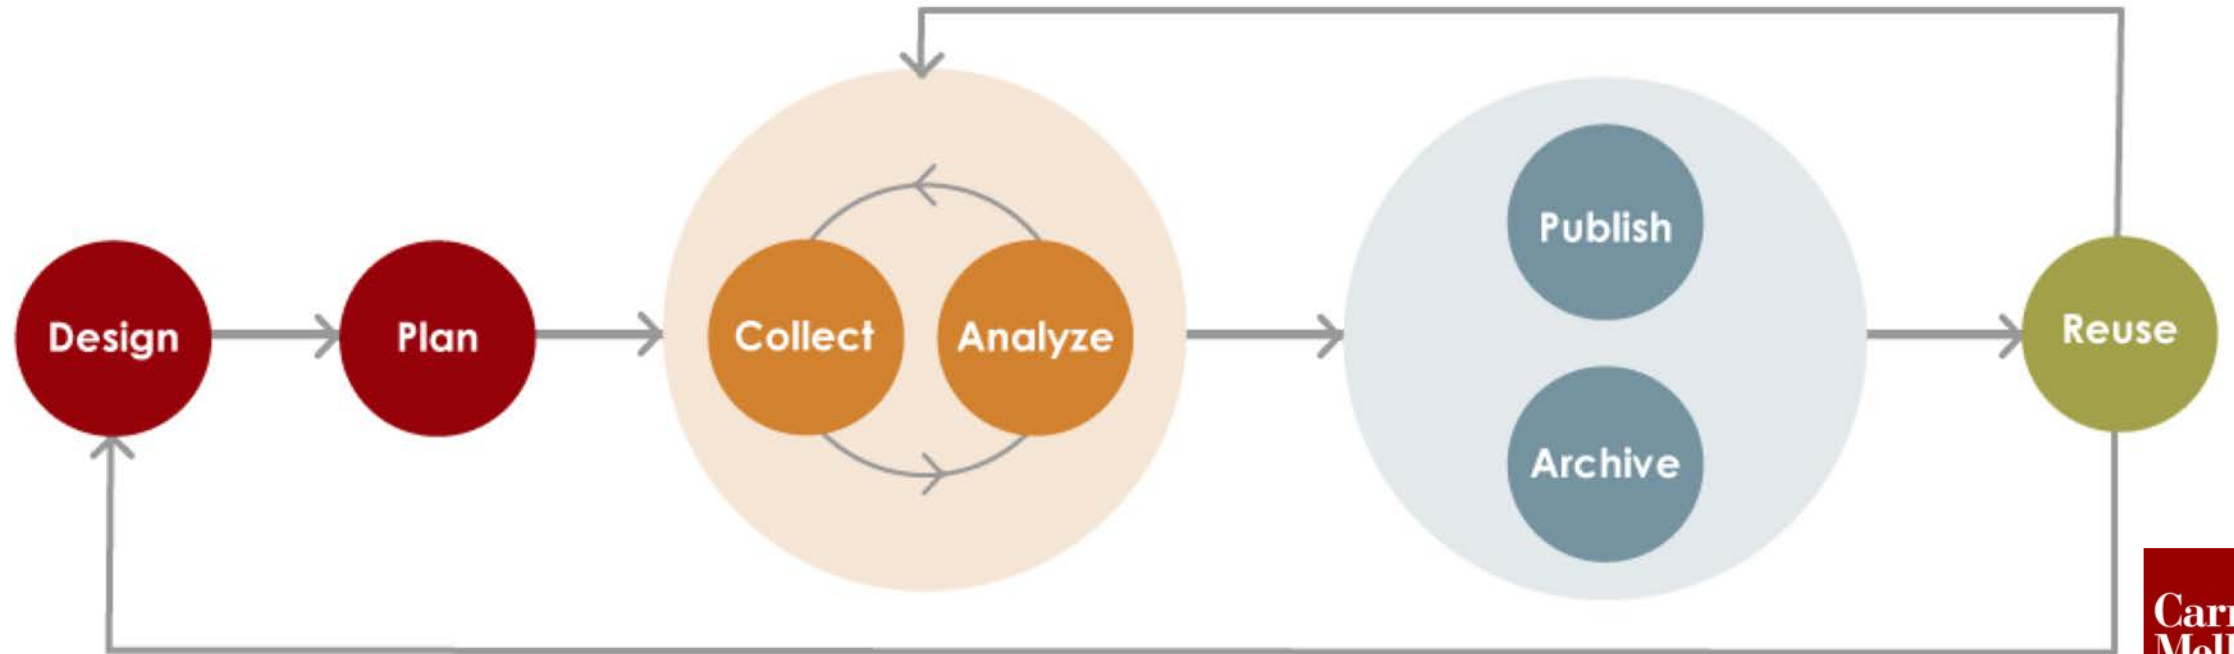 Design
Plan
Collect
Analyze
Publish
Archive
Reuse